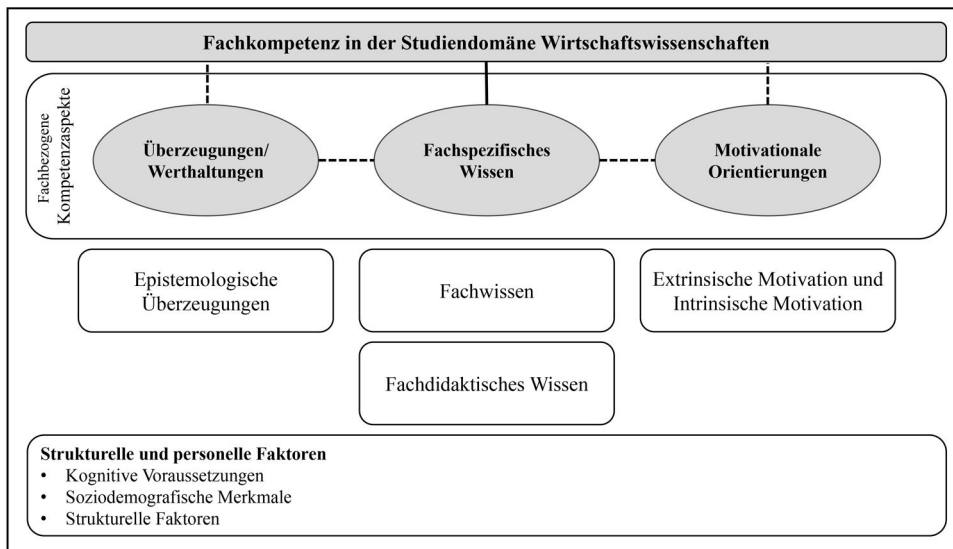 Fachkompetenz in der Studiendomäne Wirtschaftswissenschaften
Fachbezogene
Kompetenzaspekte
Überzeugungen/
Werthaltungen
Fachspezifisches
Wissen
Motivationale
Orientierungen
Epistemologische
Überzeugungen
Fachwissen
Extrinsische Motivation und
Intrinsische Motivation
Fachdidaktisches Wissen
Strukturelle und personelle Faktoren
• Kognitive Voraussetzungen
• Soziodemografische Merkmale
• Strukturelle Faktoren